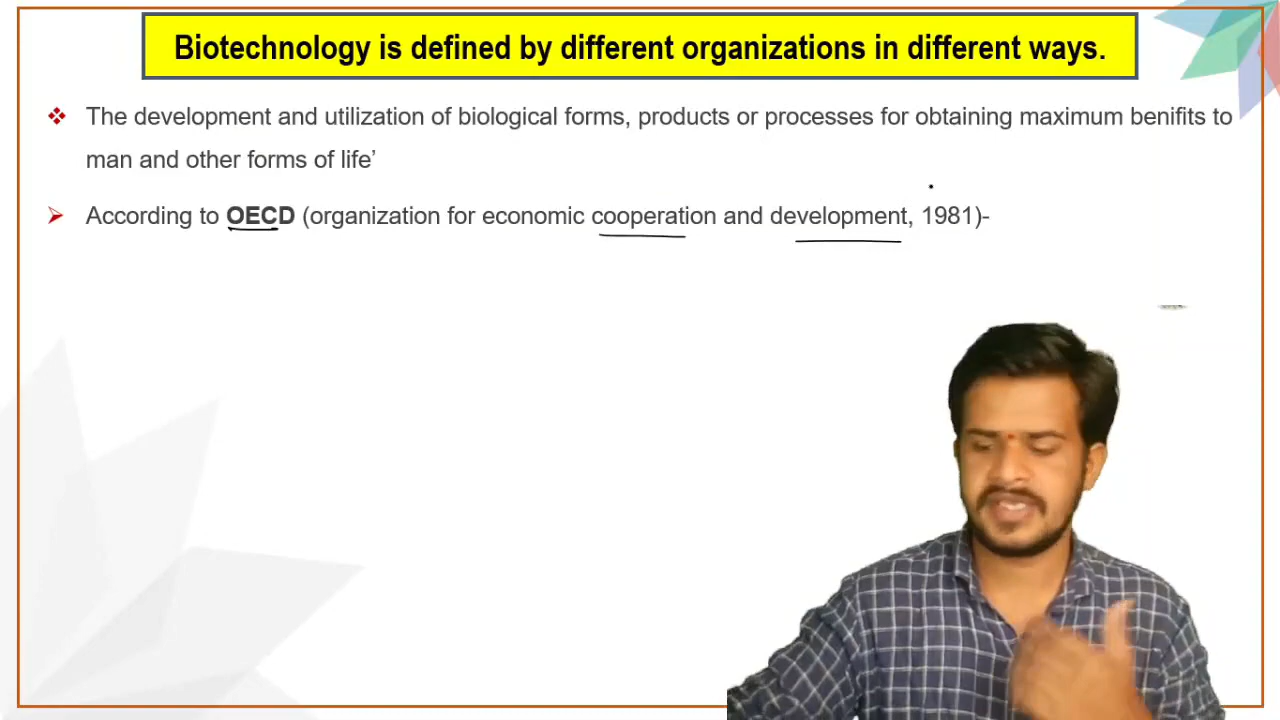 Biotechnology is defined by different organizations in different ways.
The development and utilization of biological forms, products or processes for obtaining maximum benifits to
man and other forms of life’
According to OECD (organization for economic cooperation and development, 1981)-